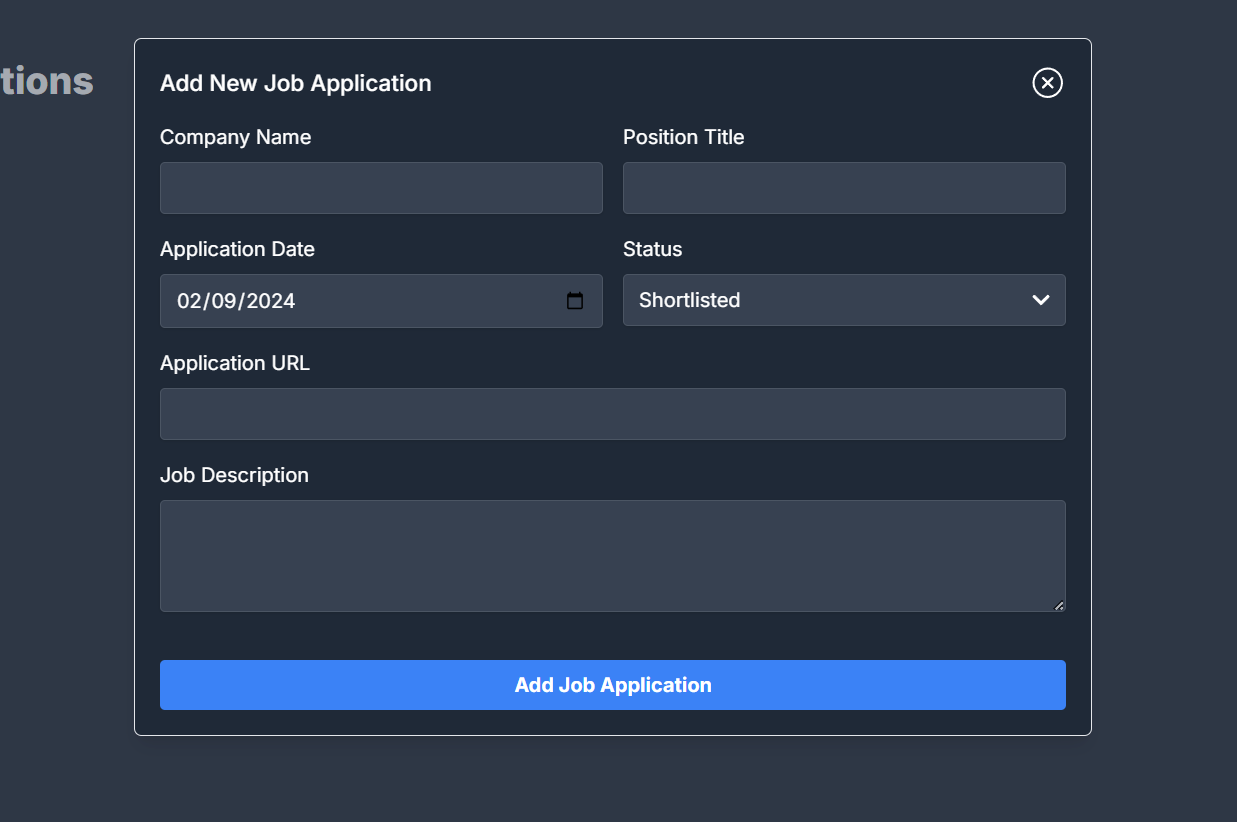 tions
Add New Job Application
Company Name
Position Title
Application Date
Status
02/09/2024
Shortlisted
Application URL
Job Description
Add Job Application